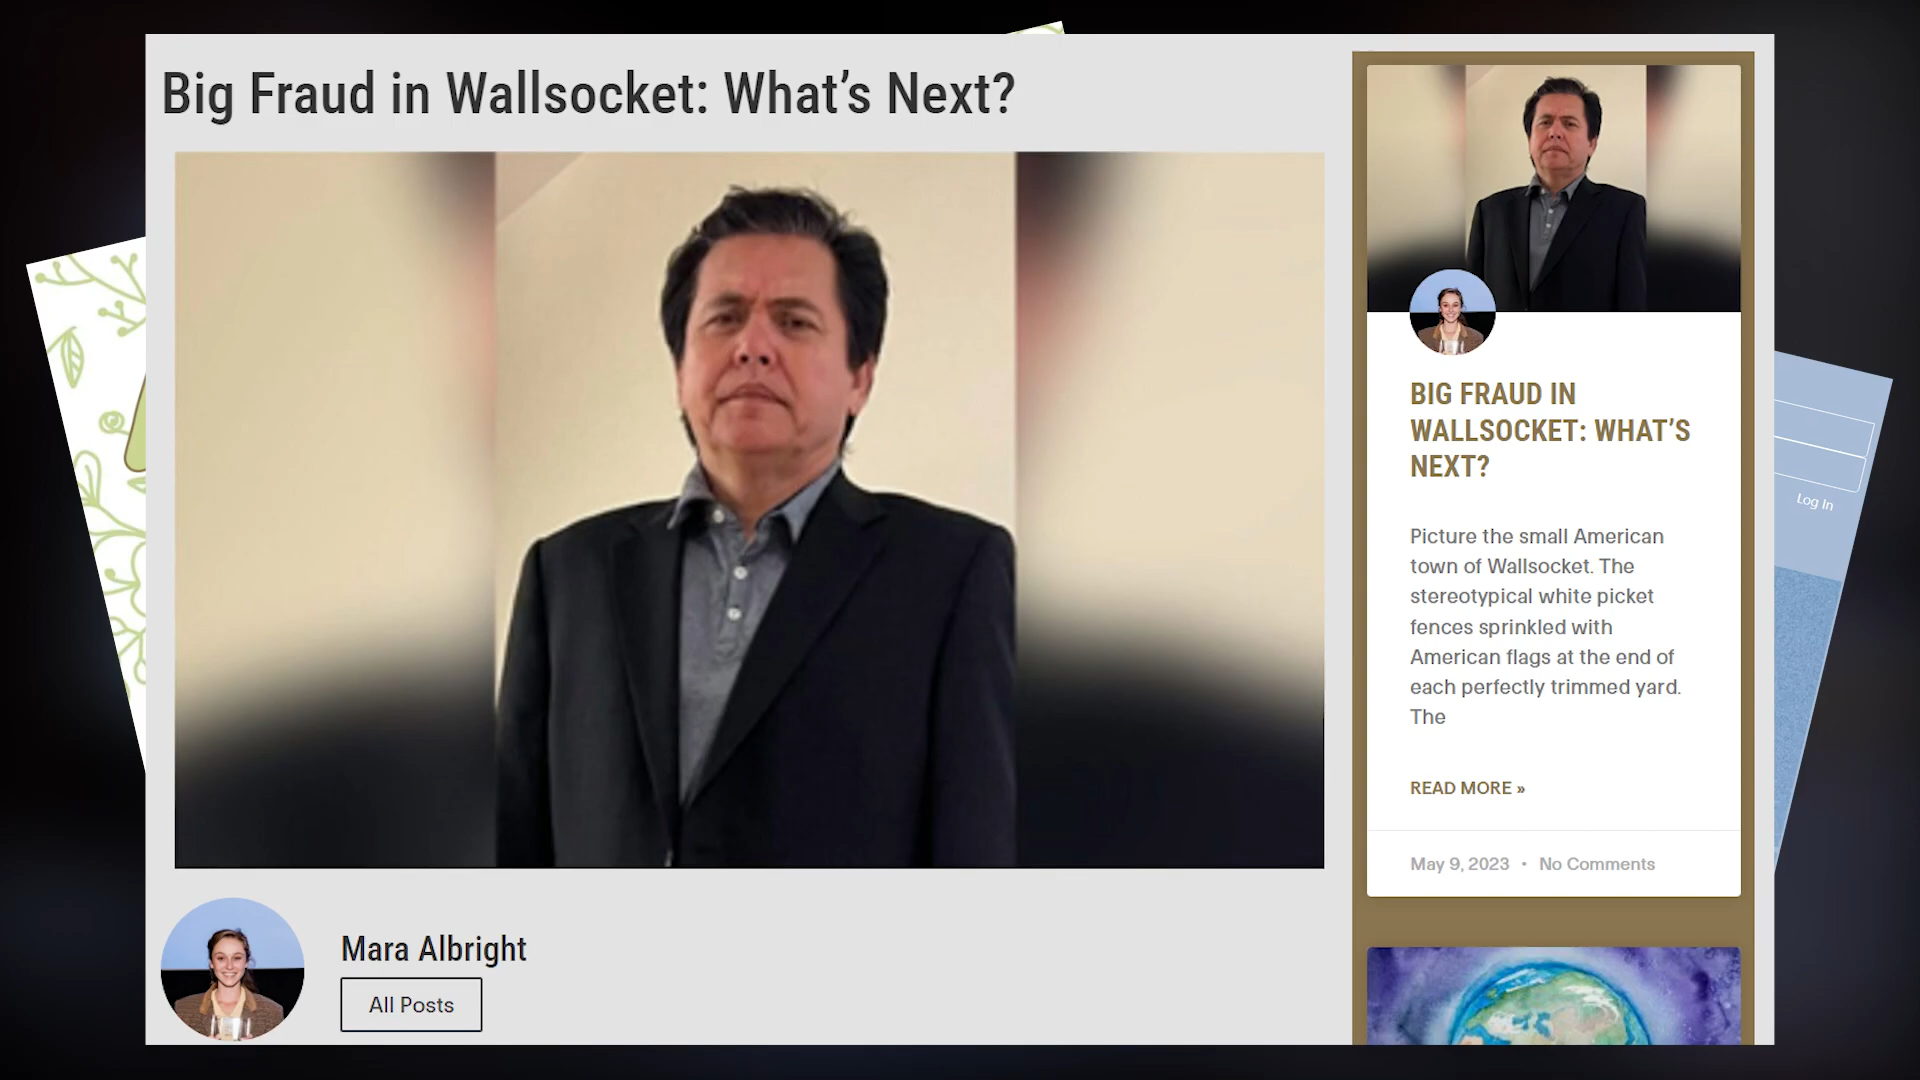 Big Fraud in Wallsocket: What’s Next?
Mara Albright
All Posts
BIG FRAUD IN
WALLSOCKET: WHAT’S
NEXT?
Picture the small American
town of Wallsocket. The
stereotypical white picket
fences sprinkled with
American flags at the end of
each perfectly trimmed yard.
The
READ MORE »
May 9, 2023 • No Comments
Log In